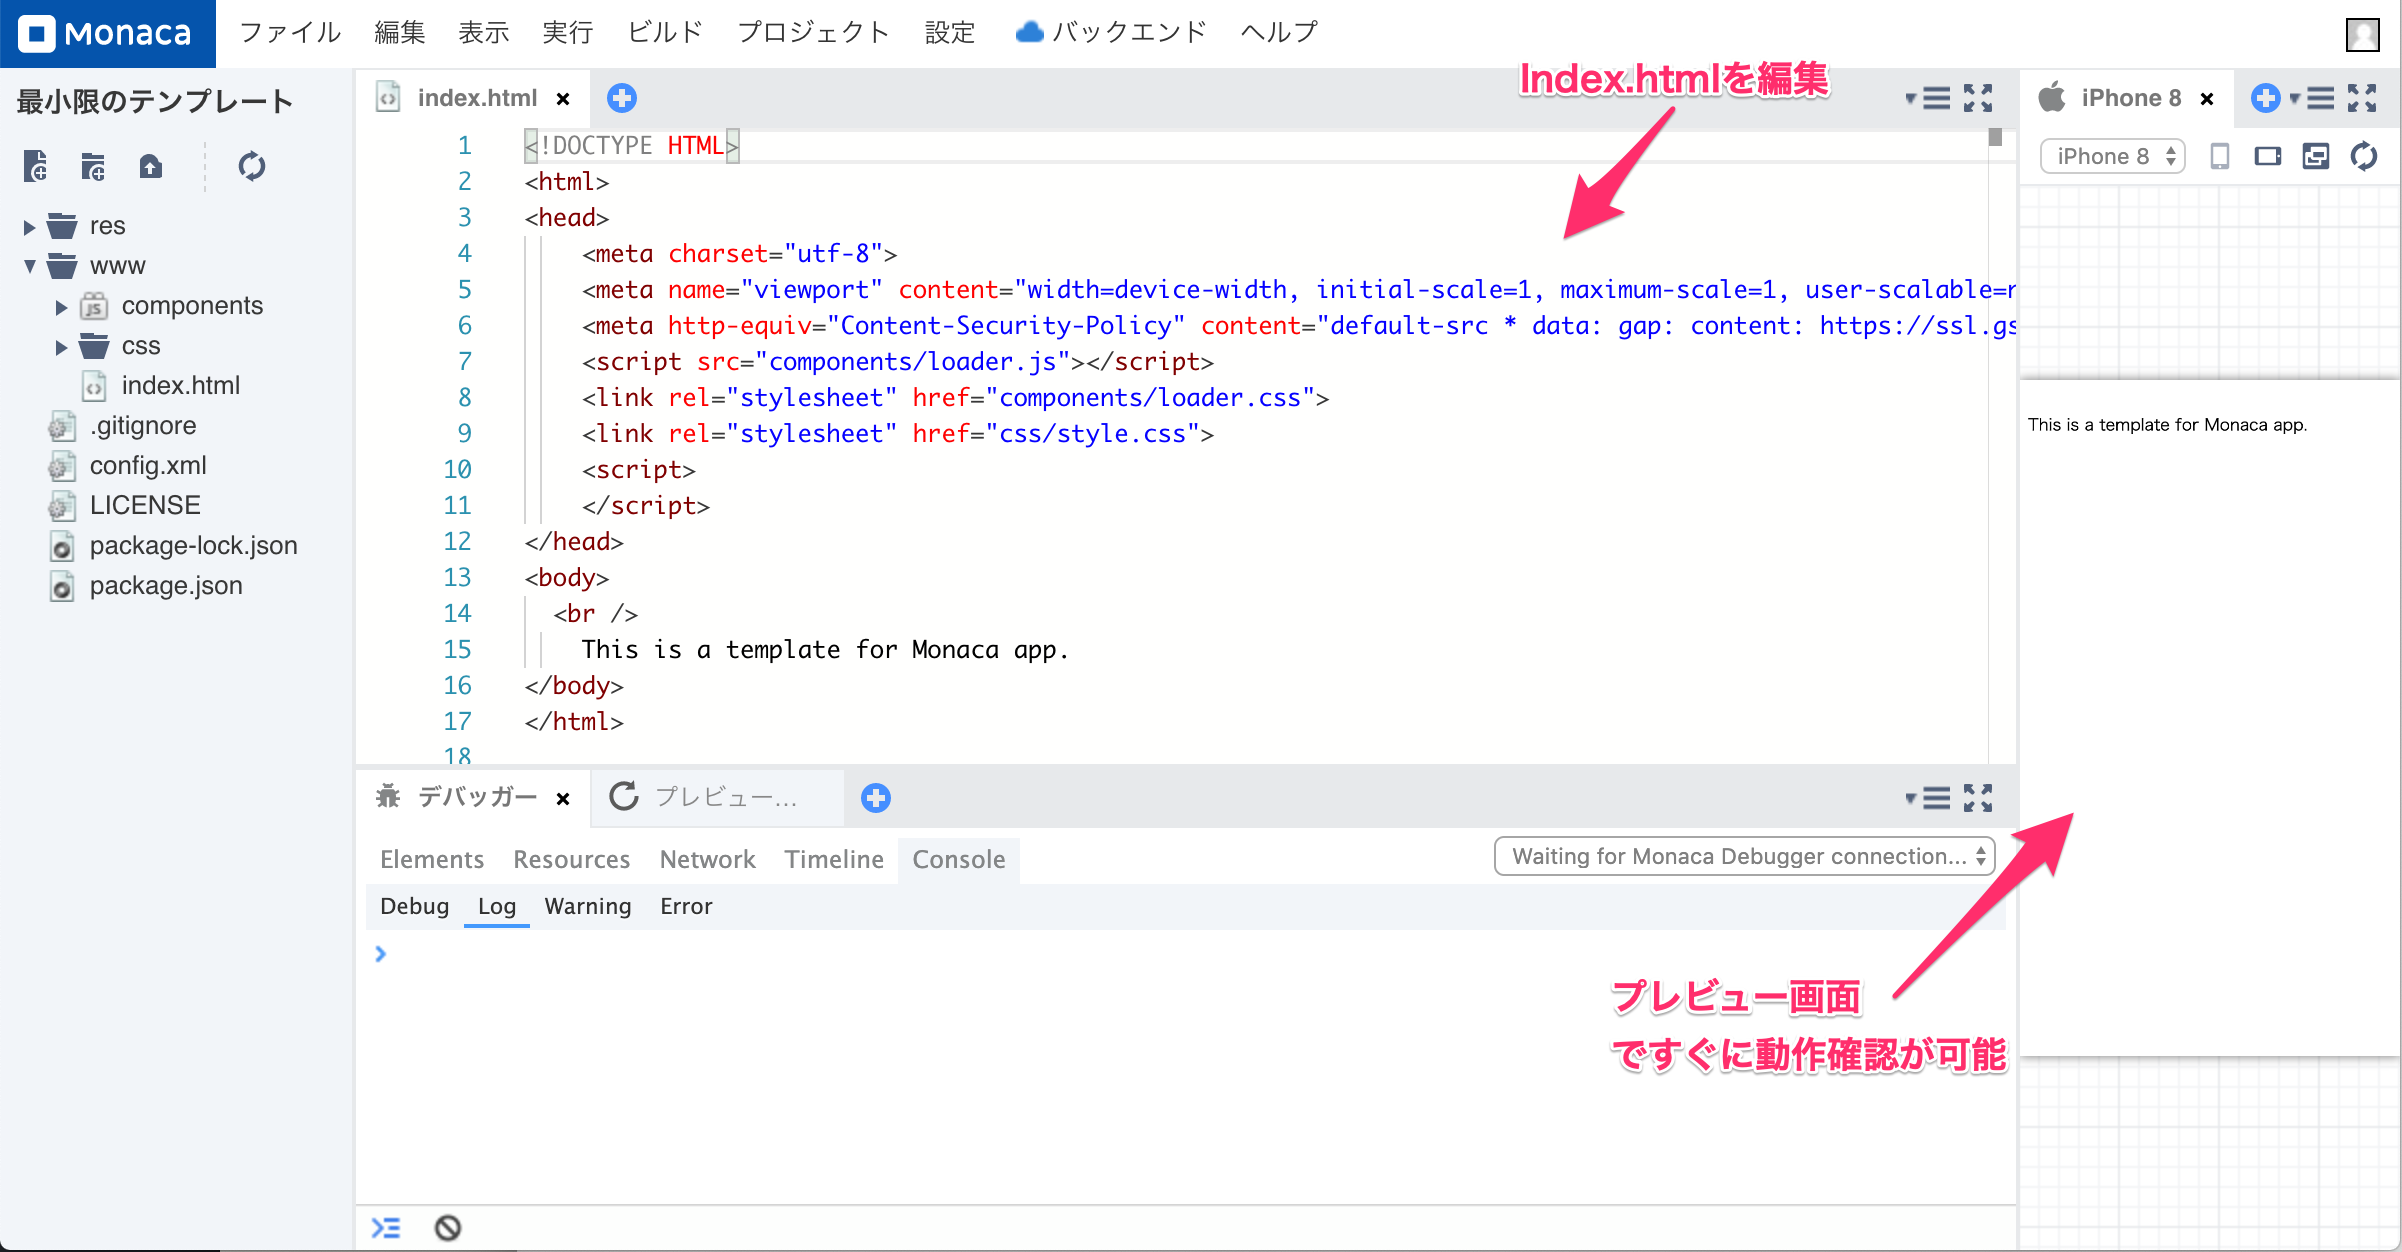 Monaca ファイル 編集 表示 実行 ビルド プロジェクト 設定 バックエンド ヘルプ
最小限のテンプレート
res
www
components
css
index.html
.gitignore
config.xml
LICENSE
package-lock.json
package.json
index.html
Index.htmlを編集
1 <!DOCTYPE HTML>
2 <html>
3 <head>
4 <meta charset="utf-8">
5 <meta name="viewport" content="width=device-width, initial-scale=1, maximum-scale=1, user-scalable=
6 <meta http-equiv="Content-Security-Policy" content="default-src * data: gap: content: https://ssl.gs
7 <script src="components/loader.js"></script>
8 <link rel="stylesheet" href="components/loader.css">
9 <link rel="stylesheet" href="css/style.css">
10 <script>
11 </script>
12 </head>
13 <body>
14 <br />
15 This is a template for Monaca app.
16 </body>
17 </html>
18
デバッガー プレビュー...
Elements Resources Network Timeline Console
Waiting for Monaca Debugger connection...
Debug Log Warning Error
プレビュー画面
ですぐに動作確認が可能
iPhone 8
iPhone 8
This is a template for Monaca app.